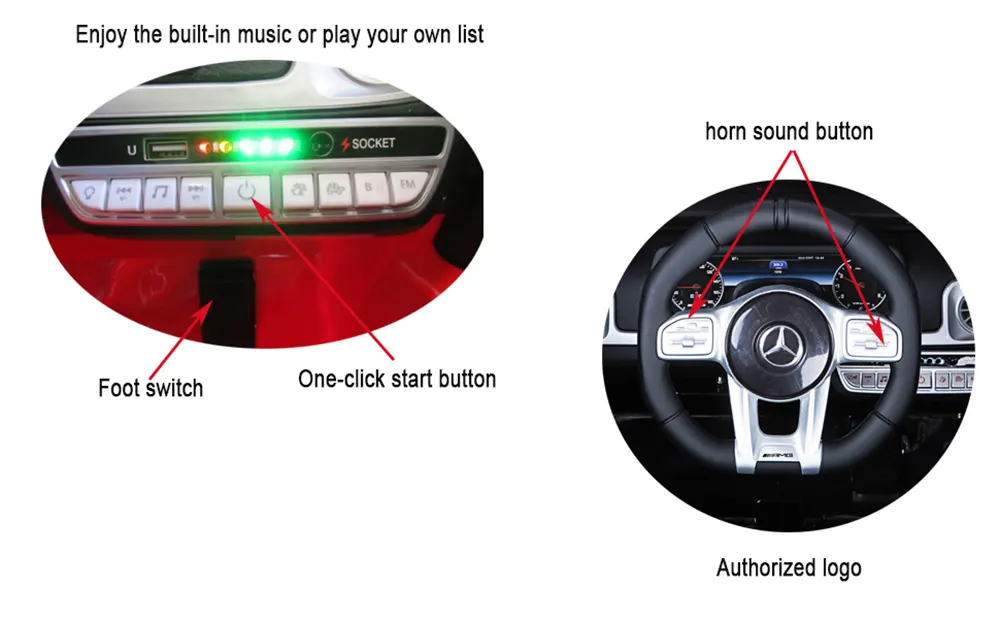 Enjoy the built-in music or play your own list
U
SOCKET
B
FM
Foot switch
One-click start button
horn sound button
AMG
Authorized logo